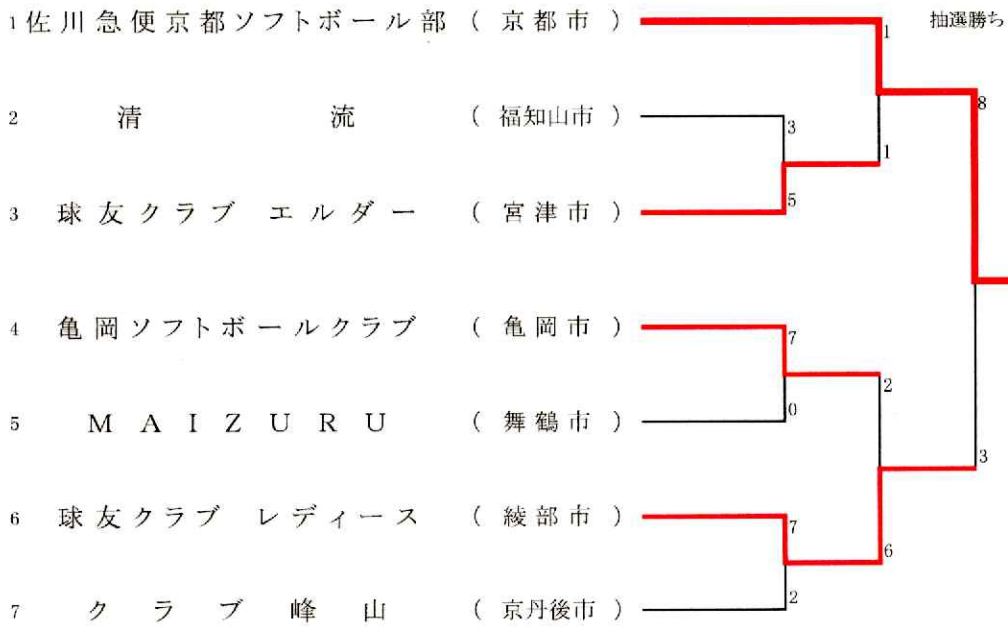 1 佐川急便京都ソフトボール部 ( 京都市 ) 1 抽選勝ち
8
2 清流 ( 福知山市 ) 3
1
3 球友クラブ エルダー ( 宮津市 ) 5
4 亀岡ソフトボールクラブ ( 亀岡市 ) 7
2
5 MAIZURU ( 舞鶴市 ) 0
3
6 球友クラブ レディース ( 綾部市 ) 7
6
7 クラブ峰山 ( 京丹後市 ) 2